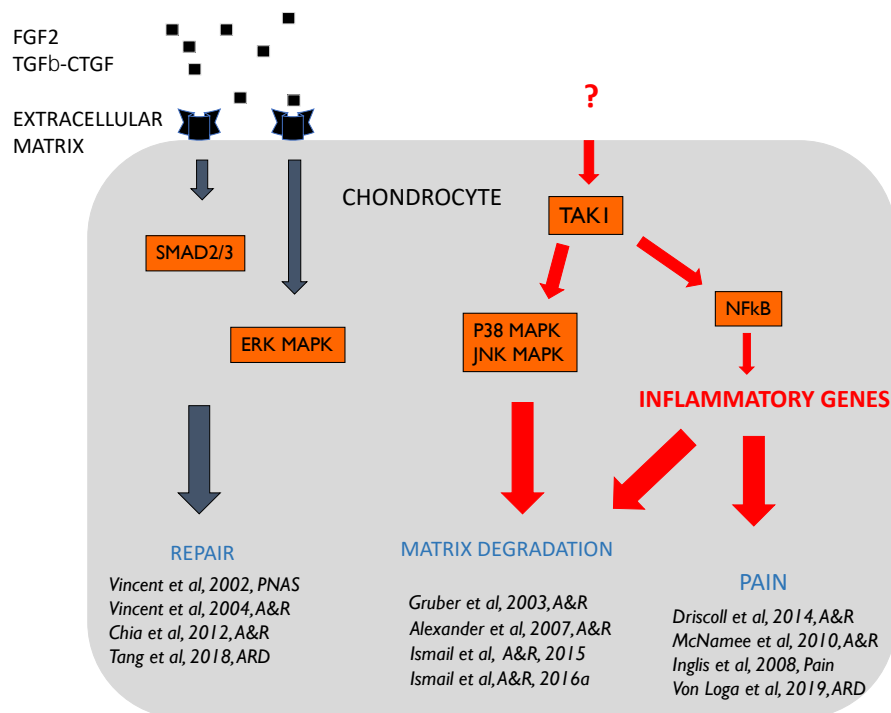 FGF2
TGFb-CTGF
EXTRACELLULAR
MATRIX
?
CHONDROCYTE
TAK1
SMAD2/3
NFkB
ERK MAPK
P38 MAPK
JNK MAPK
INFLAMMATORY GENES
REPAIR
Vincent et al, 2002, PNAS
Vincent et al, 2004, A&R
Chia et al, 2012, A&R
Tang et al, 2018, ARD
MATRIX DEGRADATION
Gruber et al, 2003, A&R
Alexander et al, 2007, A&R
Ismail et al, A&R, 2015
Ismail et al, A&R, 2016a
PAIN
Driscoll et al, 2014, A&R
McNamee et al, 2010, A&R
Inglis et al, 2008, Pain
Von Loga et al, 2019, ARD